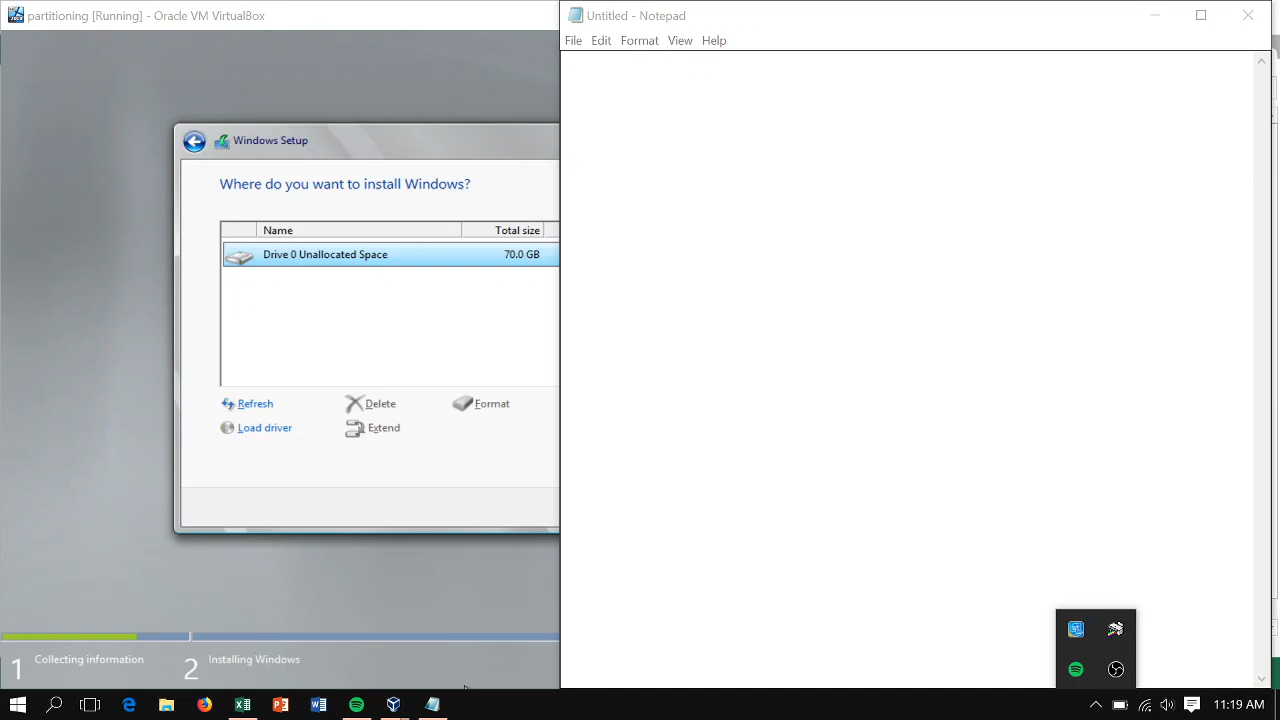 partitioning [Running] - Oracle VM VirtualBox
Windows Setup
Where do you want to install Windows?
Name Total size
Drive 0 Unallocated Space 70.0 GB
Refresh Delete Format
Load driver Extend
1 Collecting information 2 Installing Windows
Untitled - Notepad
File Edit Format View Help
11:19 AM